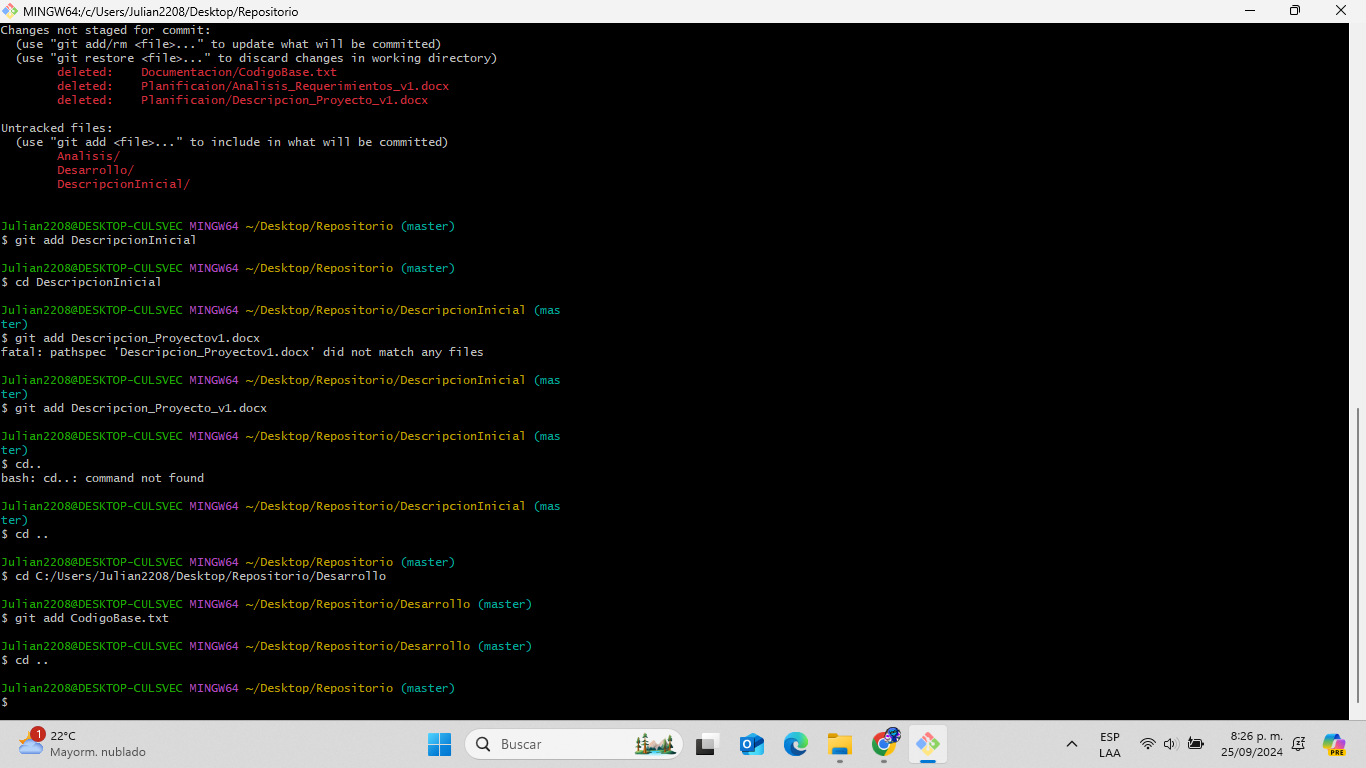 MINGW64:/c/Users/Julian2208/Desktop/Repositorio
Changes not staged for commit:
  (use "git add/rm <file>..." to update what will be committed)
  (use "git restore <file>..." to discard changes in working directory)
        deleted:    Documentacion/CodigoBase.txt
        deleted:    Planificaion/Analisis_Requerimientos_v1.docx
        deleted:    Planificaion/Descripcion_Proyecto_v1.docx

Untracked files:
  (use "git add <file>..." to include in what will be committed)
        Analisis/
        Desarrollo/
        DescripcionInicial/

Julian2208@DESKTOP-CULSVEC MINGW64 ~/Desktop/Repositorio (master)
$ git add DescripcionInicial

Julian2208@DESKTOP-CULSVEC MINGW64 ~/Desktop/Repositorio (master)
$ cd DescripcionInicial

Julian2208@DESKTOP-CULSVEC MINGW64 ~/Desktop/Repositorio/DescripcionInicial (mas
ter)
$ git add Descripcion_Proyectov1.docx
fatal: pathspec 'Descripcion_Proyectov1.docx' did not match any files

Julian2208@DESKTOP-CULSVEC MINGW64 ~/Desktop/Repositorio/DescripcionInicial (mas
ter)
$ git add Descripcion_Proyecto_v1.docx

Julian2208@DESKTOP-CULSVEC MINGW64 ~/Desktop/Repositorio/DescripcionInicial (mas
ter)
$ cd..
bash: cd..: command not found

Julian2208@DESKTOP-CULSVEC MINGW64 ~/Desktop/Repositorio/DescripcionInicial (mas
ter)
$ cd ..

Julian2208@DESKTOP-CULSVEC MINGW64 ~/Desktop/Repositorio (master)
$ cd C:/Users/Julian2208/Desktop/Repositorio/Desarrollo

Julian2208@DESKTOP-CULSVEC MINGW64 ~/Desktop/Repositorio/Desarrollo (master)
$ git add CodigoBase.txt

Julian2208@DESKTOP-CULSVEC MINGW64 ~/Desktop/Repositorio/Desarrollo (master)
$ cd ..

Julian2208@DESKTOP-CULSVEC MINGW64 ~/Desktop/Repositorio (master)
$
1
22°C
Mayorm. nublado
Buscar
ESP
LAA
8:26 p. m.
25/09/2024
PRE